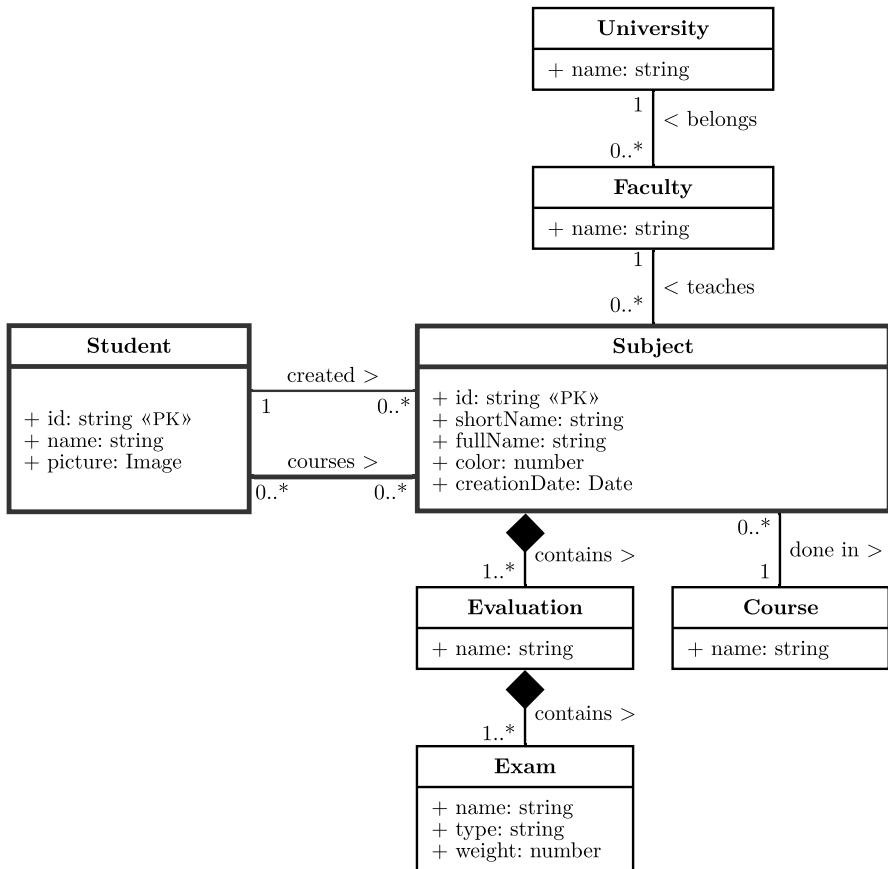 University
+ name: string
1
< belongs
0..*
Faculty
+ name: string
1
< teaches
0..*
Student
+ id: string «PK»
+ name: string
+ picture: Image
created >
1
0..*
courses >
0..*
0..*
Subject
+ id: string «PK»
+ shortName: string
+ fullName: string
+ color: number
+ creationDate: Date
contains >
1..*
0..*
done in >
1
Evaluation
+ name: string
Course
+ name: string
contains >
1..*
Exam
+ name: string
+ type: string
+ weight: number